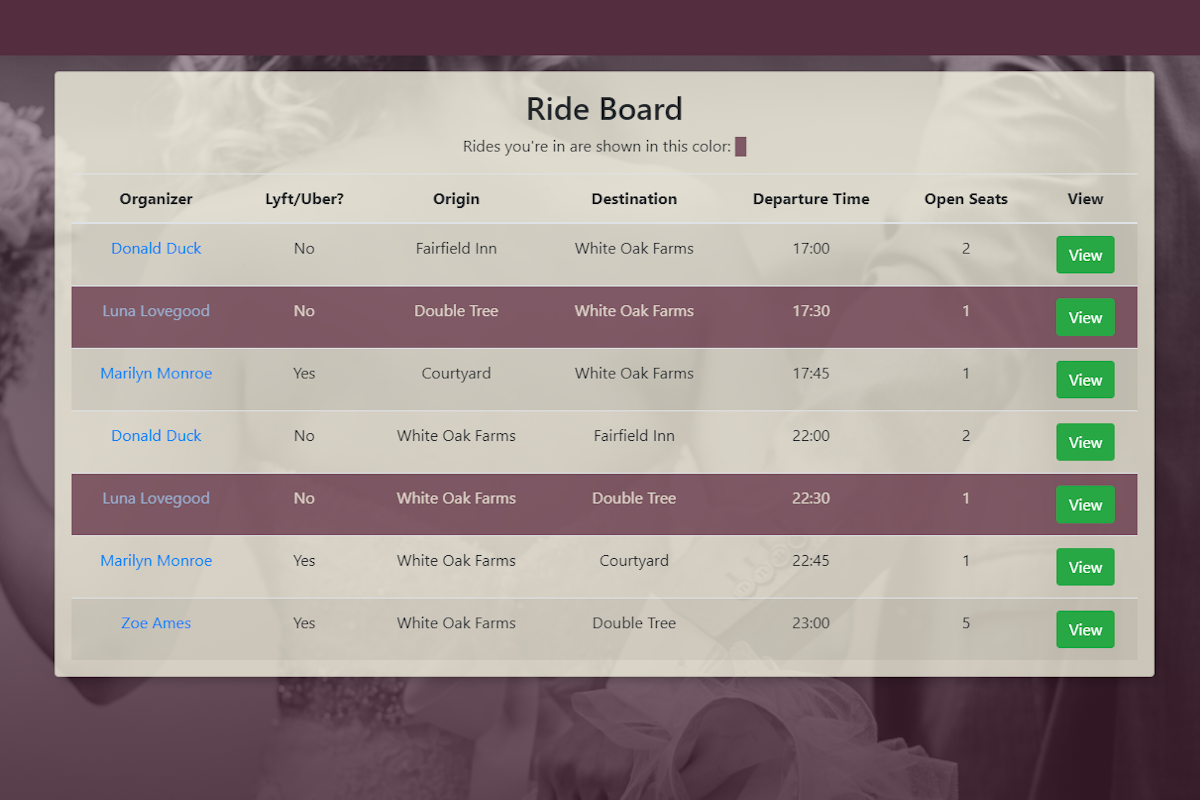 Ride Board
Rides you're in are shown in this color:
Organizer Lyft/Uber? Origin Destination Departure Time Open Seats View
Donald Duck No Fairfield Inn White Oak Farms 17:00 2 View
Luna Lovegood No Double Tree White Oak Farms 17:30 1 View
Marilyn Monroe Yes Courtyard White Oak Farms 17:45 1 View
Donald Duck No White Oak Farms Fairfield Inn 22:00 2 View
Luna Lovegood No White Oak Farms Double Tree 22:30 1 View
Marilyn Monroe Yes White Oak Farms Courtyard 22:45 1 View
Zoe Ames Yes White Oak Farms Double Tree 23:00 5 View